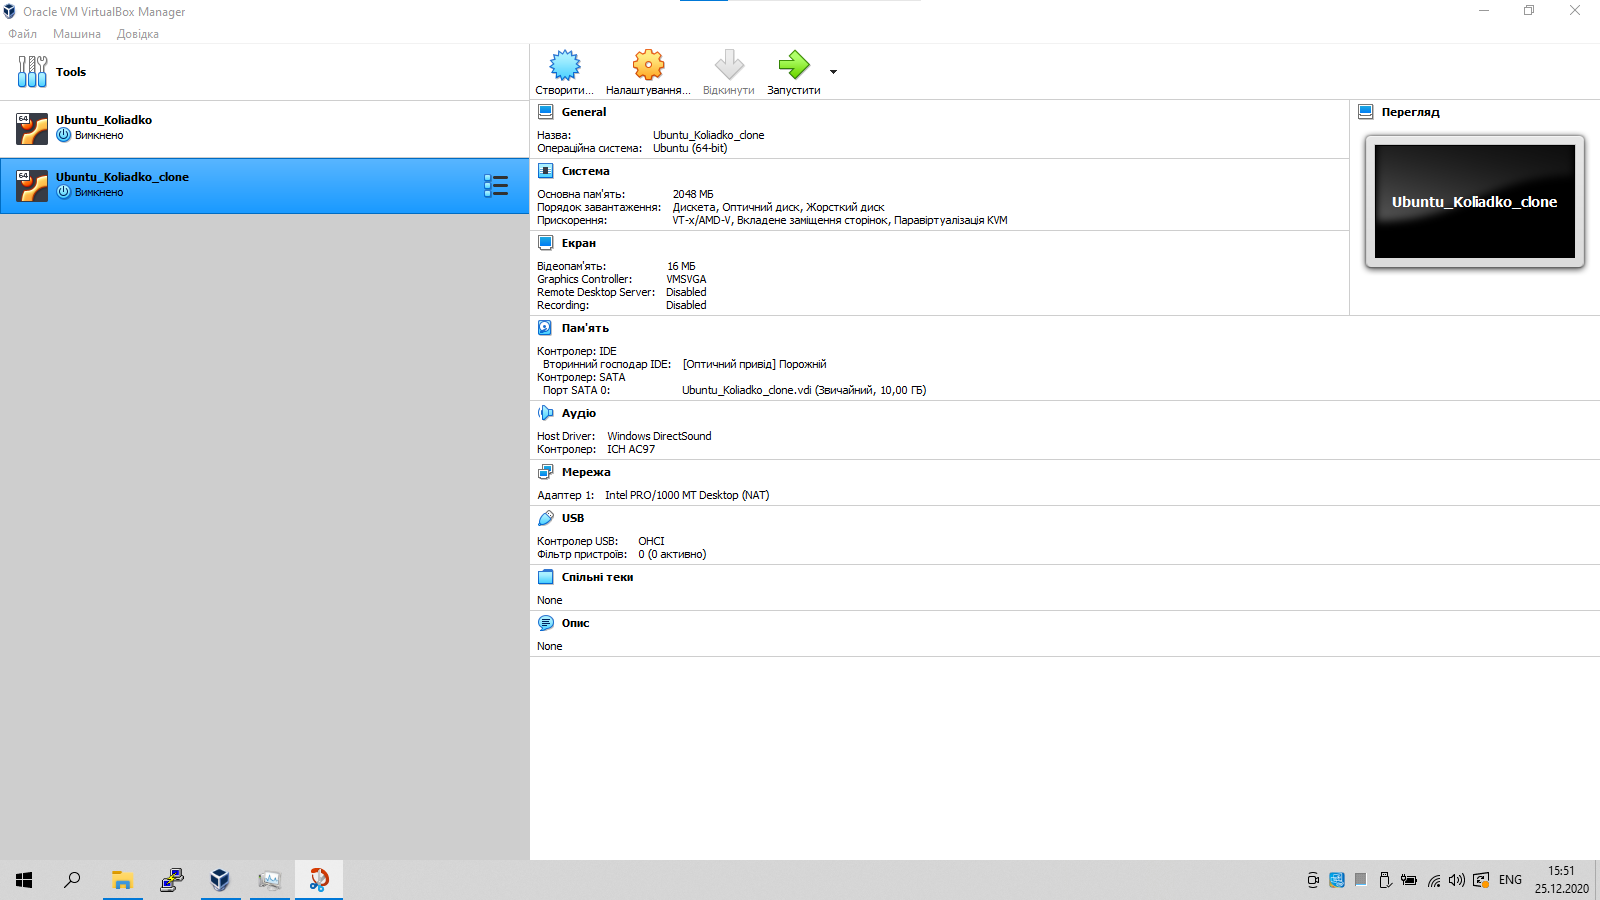 Oracle VM VirtualBox Manager
Файл Машина Довідка
Tools
64
Ubuntu_Koliadko
Вимкнено
64
Ubuntu_Koliadko_clone
Вимкнено
Створити... Налаштування... Відкинути Запустити
General
Назва: Ubuntu_Koliadko_clone
Операційна система: Ubuntu (64-bit)
Система
Основна пам'ять: 2048 МБ
Порядок завантаження: Дискета, Оптичний диск, Жорсткий диск
Прискорення: VT-x/AMD-V, Вкладене заміщення сторінок, Паравіртуалізація KVM
Екран
Відеопам'ять: 16 МБ
Graphics Controller: VMSVGA
Remote Desktop Server: Disabled
Recording: Disabled
Пам'ять
Контролер: IDE
Вторинний господар IDE: [Оптичний привід] Порожній
Контролер: SATA
Порт SATA 0: Ubuntu_Koliadko_clone.vdi (Звичайний, 10,00 ГБ)
Аудіо
Host Driver: Windows DirectSound
Контролер: ICH AC97
Мережа
Адаптер 1: Intel PRO/1000 MT Desktop (NAT)
USB
Контролер USB: OHCI
Фільтр пристроїв: 0 (0 активно)
Спільні теки
None
Опис
None
Перегляд
Ubuntu_Koliadko_clone
ENG
15:51
25.12.2020